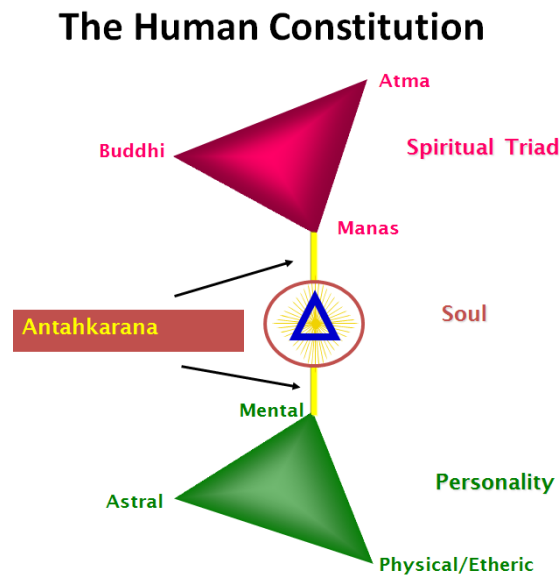 The Human Constitution
Atma
Buddhi
Spiritual Triad
Manas
Soul
Antahkarana
Mental
Personality
Astral
Physical/Etheric